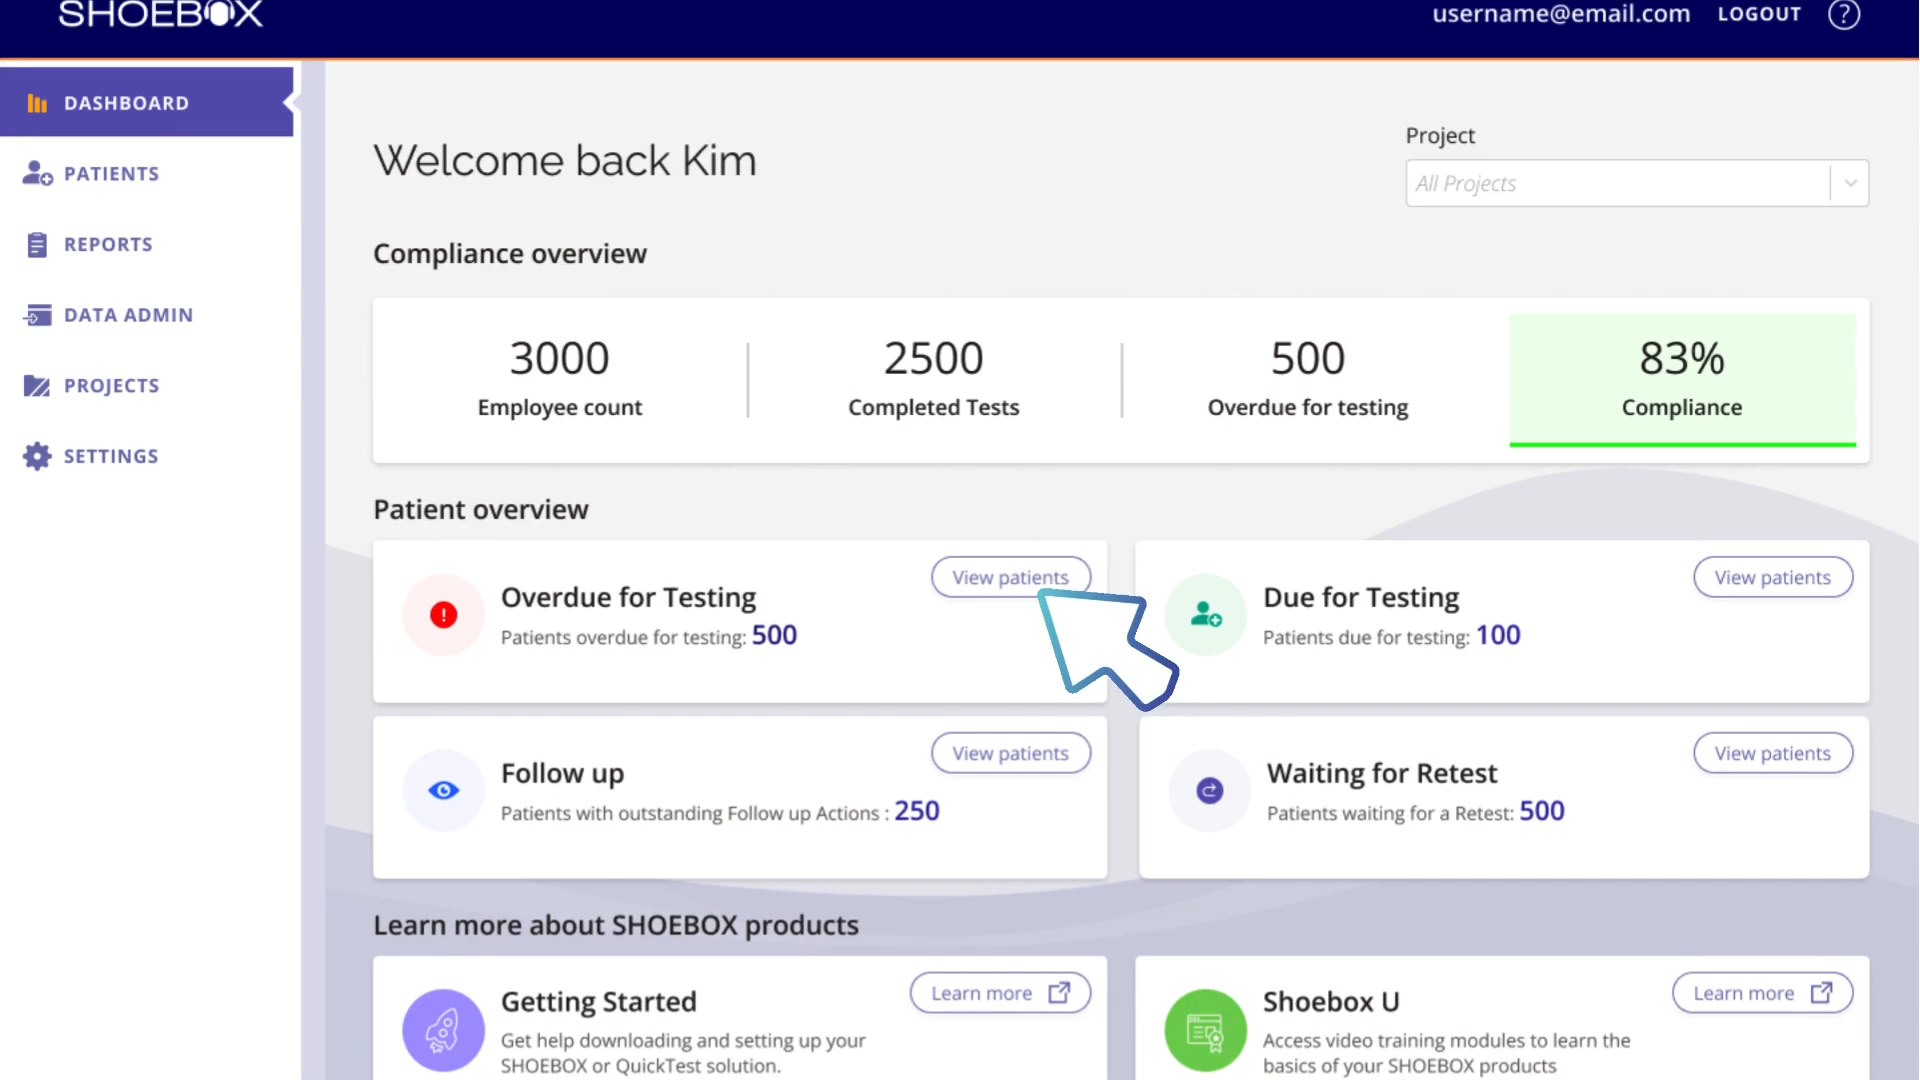 SHOEBOX
username@email.com LOGOUT ?
DASHBOARD
PATIENTS
REPORTS
DATA ADMIN
PROJECTS
SETTINGS
Welcome back Kim
Project
All Projects
Compliance overview
3000
Employee count
2500
Completed Tests
500
Overdue for testing
83%
Compliance
Patient overview
View patients
Overdue for Testing
Patients overdue for testing: 500
View patients
Due for Testing
Patients due for testing: 100
View patients
Follow up
Patients with outstanding Follow up Actions : 250
View patients
Waiting for Retest
Patients waiting for a Retest: 500
Learn more about SHOEBOX products
Learn more
Getting Started
Get help downloading and setting up your
SHOEBOX or QuickTest solution.
Learn more
Shoebox U
Access video training modules to learn the
basics of your SHOEBOX products